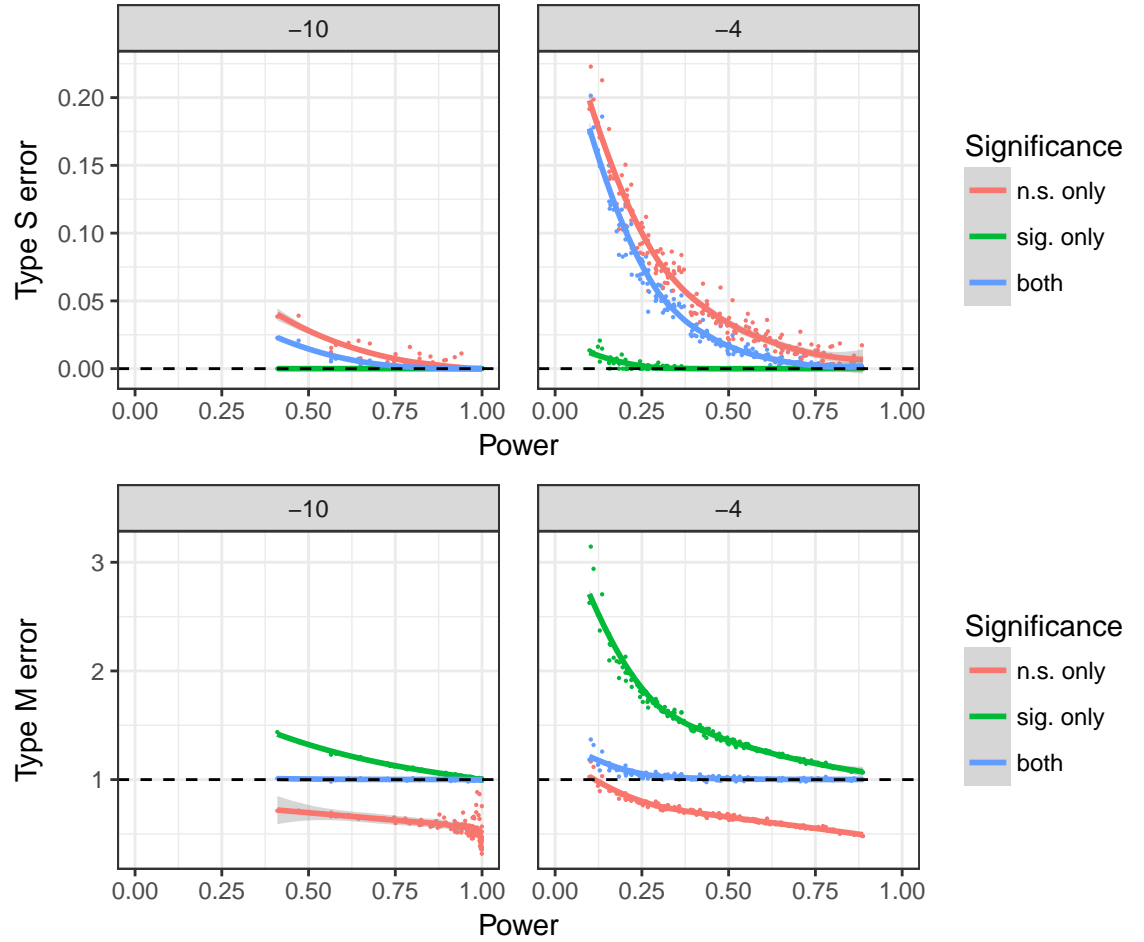 −10 −4
0.20
0.15
0.10
0.05
0.00
Type S error
0.00 0.25 0.50 0.75 1.00 0.00 0.25 0.50 0.75 1.00
Power
Significance
n.s. only
sig. only
both
−10 −4
3
2
1
Type M error
0.00 0.25 0.50 0.75 1.00 0.00 0.25 0.50 0.75 1.00
Power
Significance
n.s. only
sig. only
both